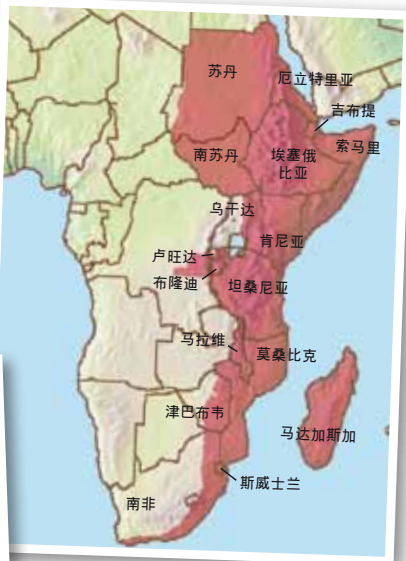 苏丹
厄立特里亚
吉布提
索马里
南苏丹
埃塞俄
比亚
乌干达
肯尼亚
卢旺达
布隆迪
坦桑尼亚
马拉维
莫桑比克
津巴布韦
马达加斯加
斯威士兰
南非